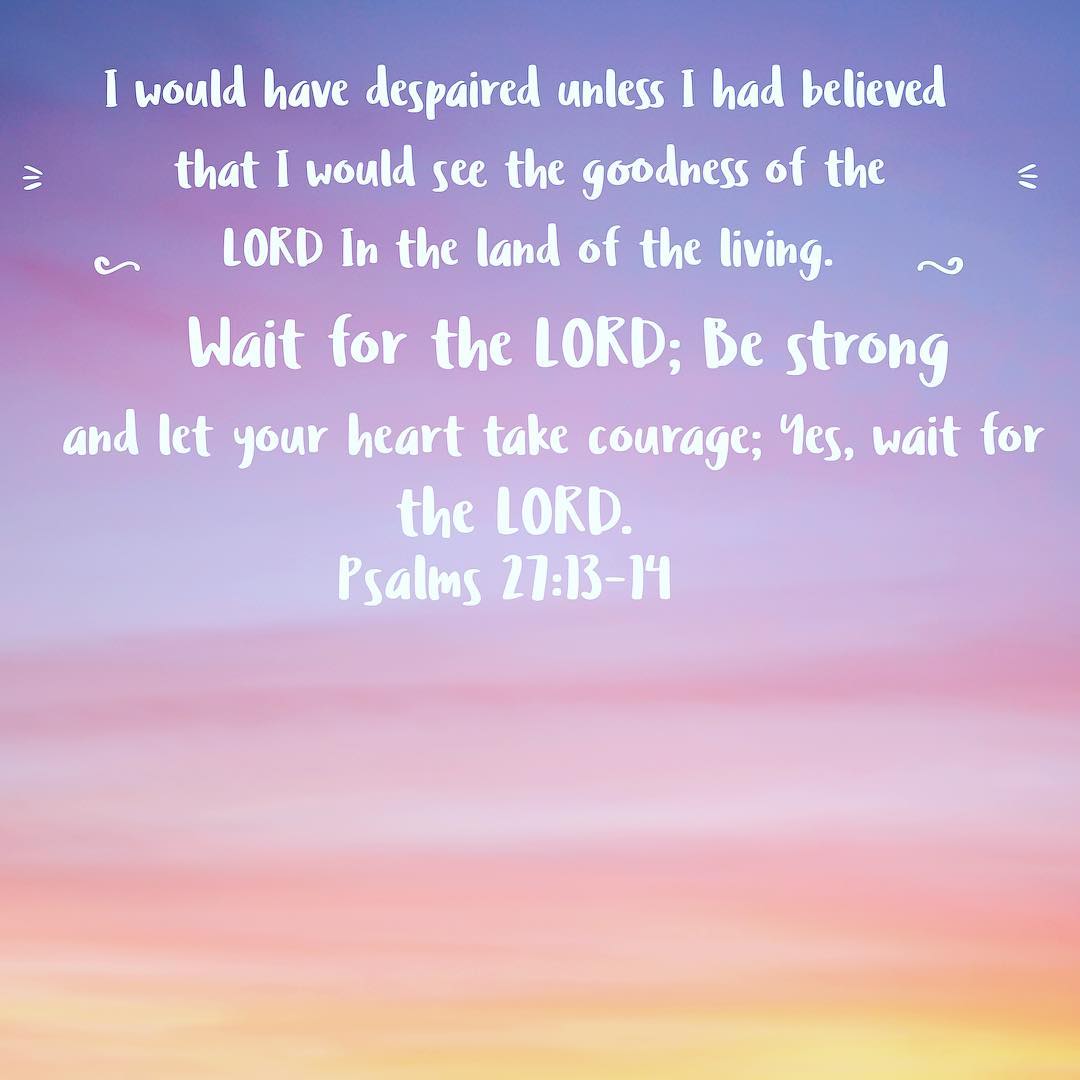 I would have despaired unless I had believed
that I would see the goodness of the
LORD In the land of the living.
Wait for the LORD; Be strong
and let your heart take courage; Yes, wait for
the LORD.
Psalms 27:13-14